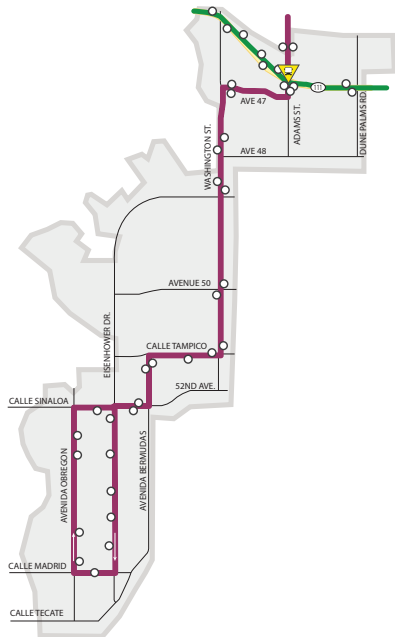 111
AVE 47
ADAMS ST.
DUNE PALMS RD.
WASHINGTON ST.
AVE 48
AVENUE 50
EISENHOWER DR.
CALLE TAMPICO
52ND AVE.
CALLE SINALOA
AVENIDA OBREGON
AVENIDA BERMUDAS
CALLE MADRID
CALLE TECATE